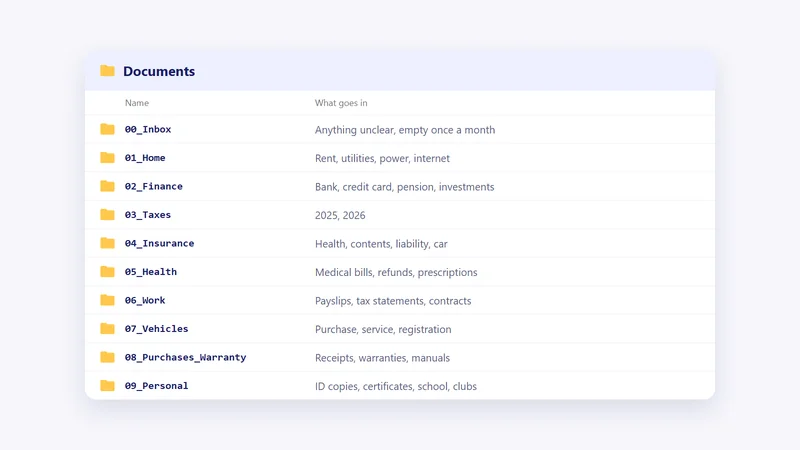 Documents
Name What goes in
00_Inbox Anything unclear, empty once a month
01_Home Rent, utilities, power, internet
02_Finance Bank, credit card, pension, investments
03_Taxes 2025, 2026
04_Insurance Health, contents, liability, car
05_Health Medical bills, refunds, prescriptions
06_Work Payslips, tax statements, contracts
07_Vehicles Purchase, service, registration
08_Purchases_Warranty Receipts, warranties, manuals
09_Personal ID copies, certificates, school, clubs